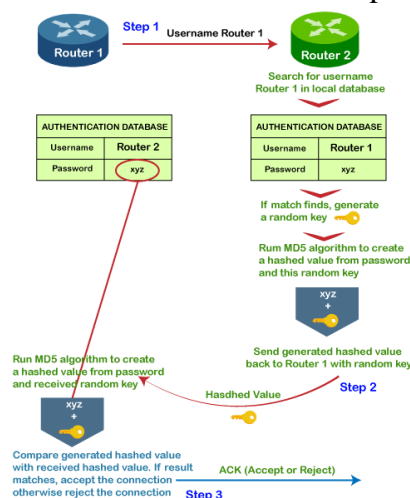 Step 1
Username Router 1
Router 1
Router 2
Search for username
Router 1 in local database
AUTHENTICATION DATABASE
Username Router 2
Password xyz
AUTHENTICATION DATABASE
Username Router 1
Password xyz
If match finds, generate
a random key
Rum MD5 algorithm to create
a hashed value from password
and this random key
xyz
+
Send generated hashed value
back to Router 1 with random key
Step 2
Hasdhed Value
Run MD5 algorithm to create
a hashed value from password
and received random key
xyz
+
Compare generated hashed value
with received hashed value. If result
matches, accept the connection
otherwise reject the connection
ACK (Accept or Reject)
Step 3